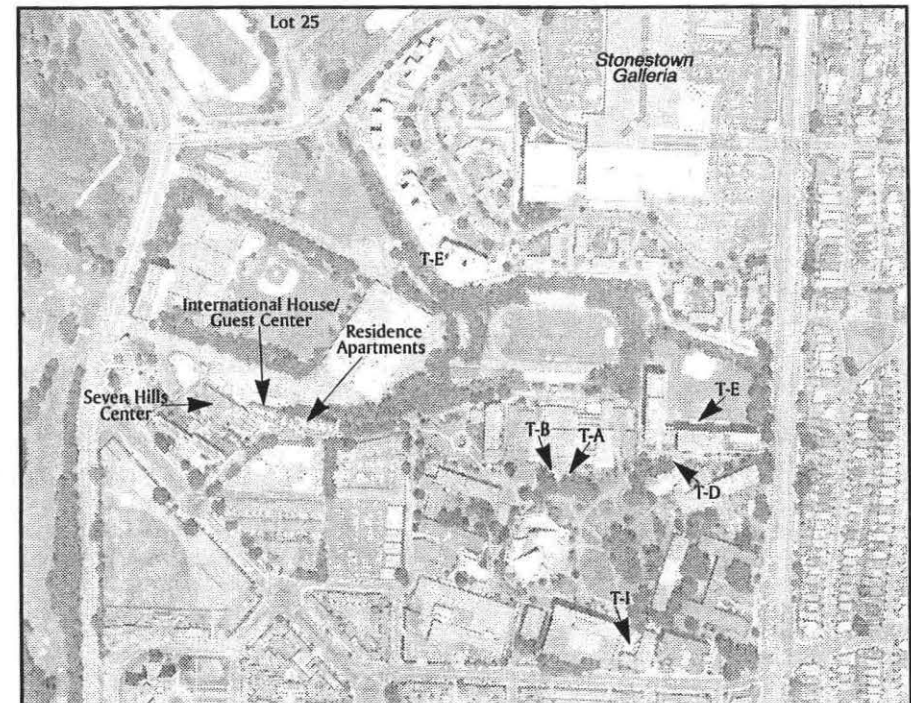 Lot 25
Stonestown
Galleria
T-E
International House/
Guest Center
Residence
Apartments
Seven Hills
Center
T-E
T-B
T-A
T-D
T-I